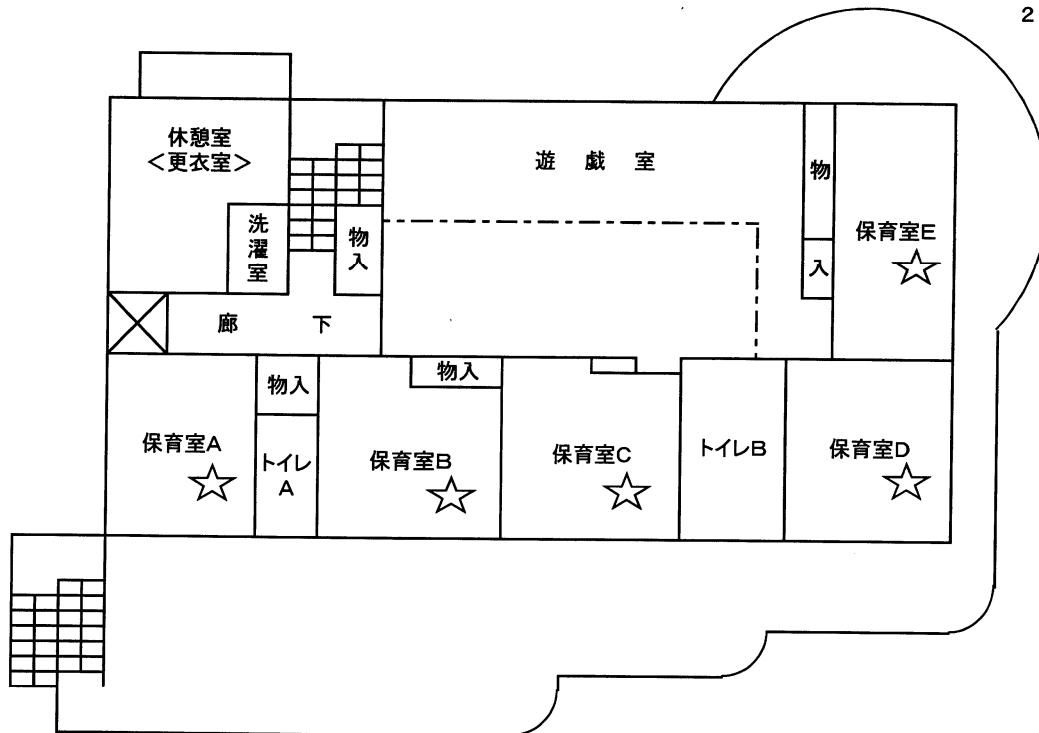 2
休憩室
＜更衣室＞
遊戯室
物入
保育室E
洗濯室
物入
廊下
物入
物入
保育室A
トイレ
A
保育室B
保育室C
トイレB
保育室D